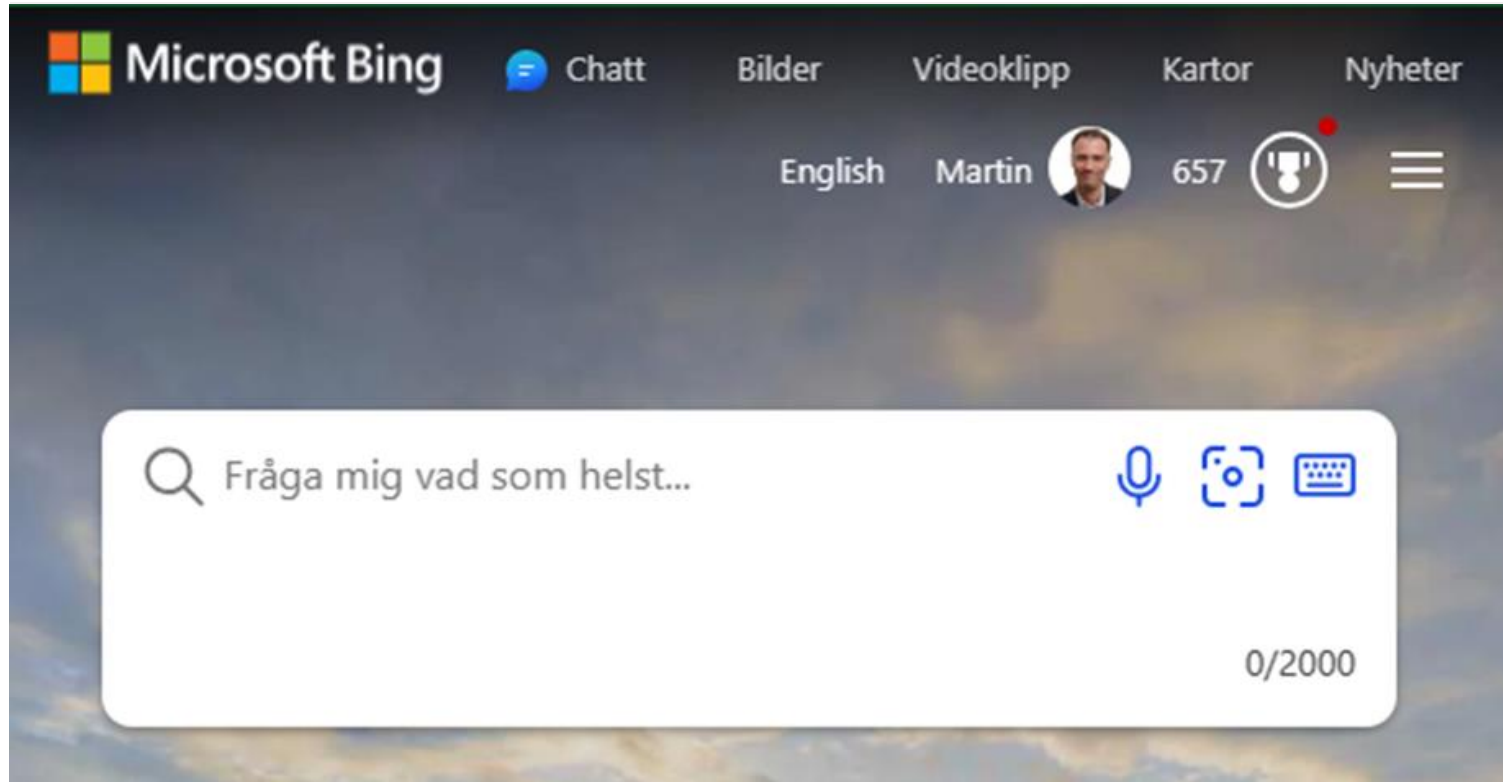 Microsoft Bing Chatt Bilder Videoklipp Kartor Nyheter
English Martin 657
Fråga mig vad som helst...
0/2000